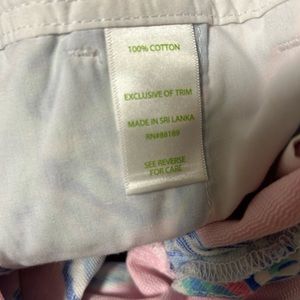 100% COTTON
EXCLUSIVE OF TRIM
MADE IN SRI LANKA
RN#88189
SEE REVERSE
FOR CARE